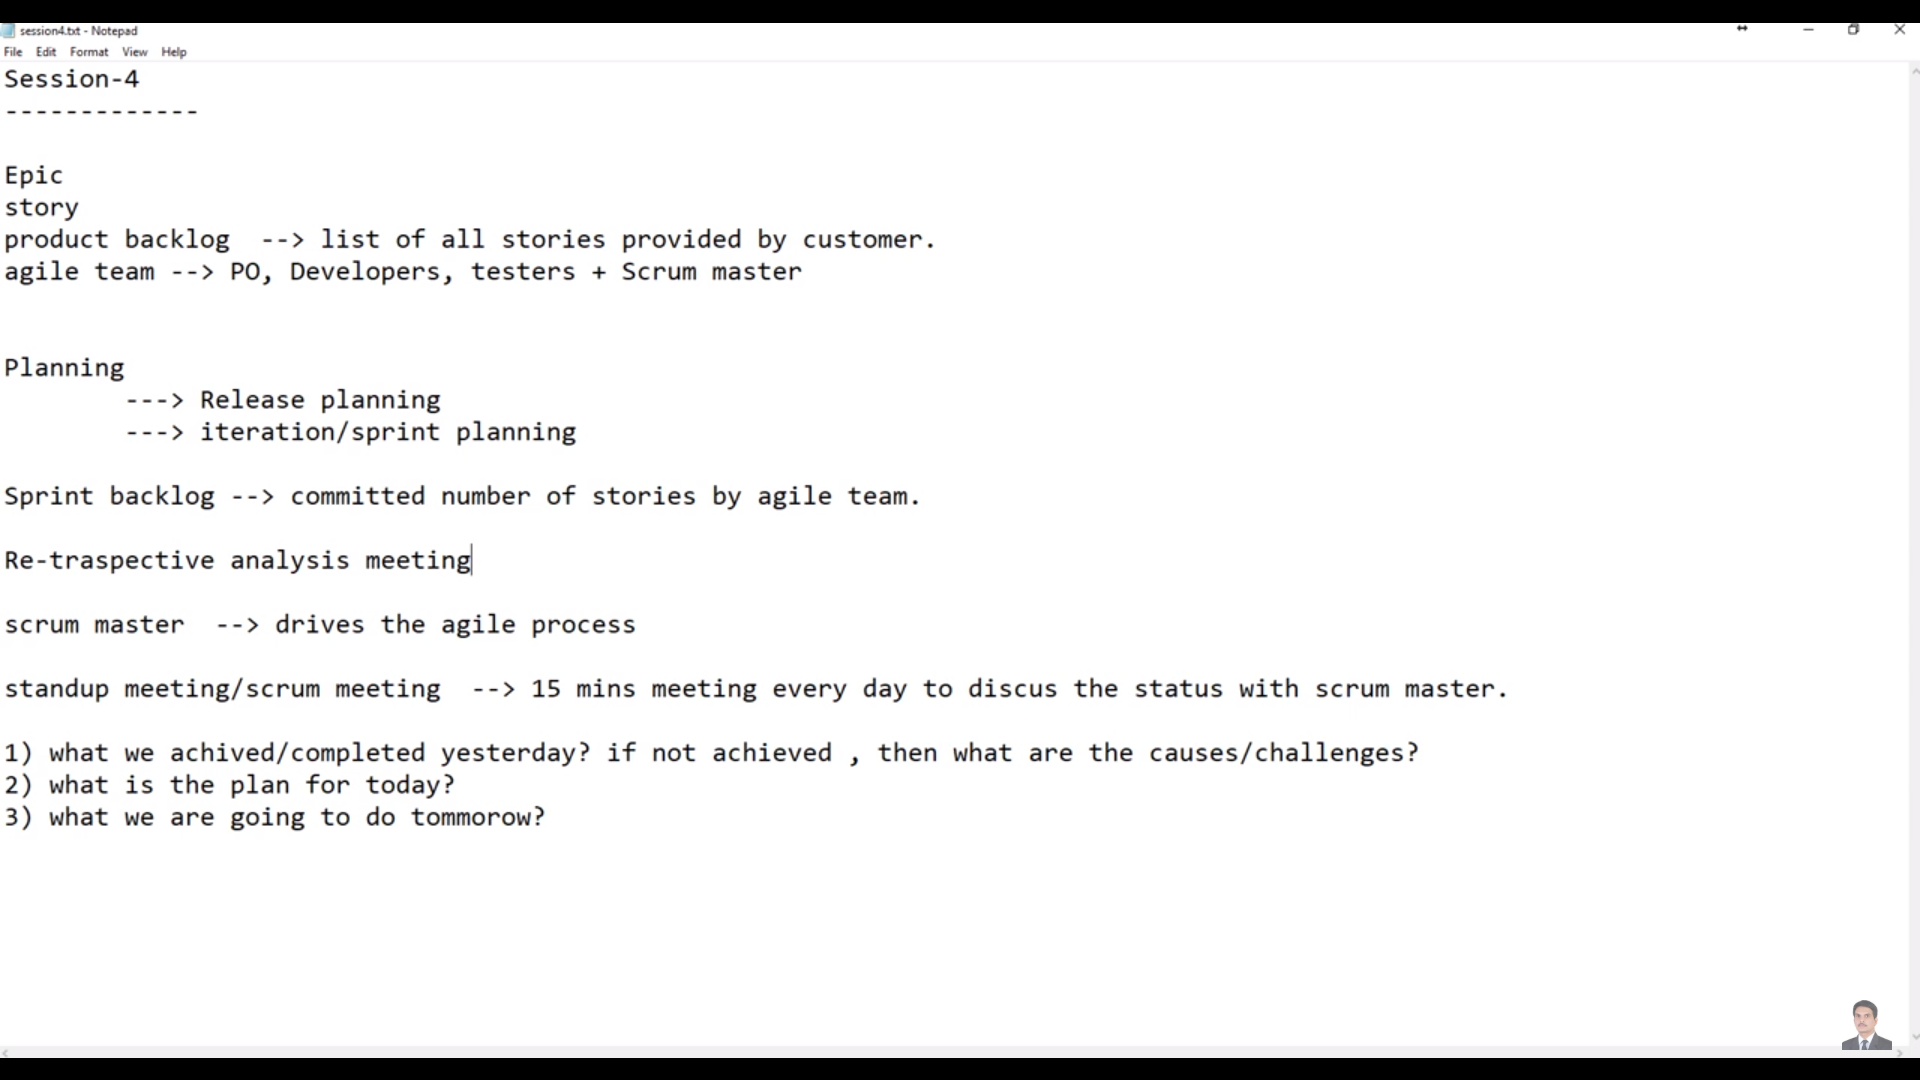 session4.txt - Notepad
File Edit Format View Help
Session-4
-------------
Epic
story
product backlog --> list of all stories provided by customer.
agile team --> PO, Developers, testers + Scrum master
Planning
---> Release planning
---> iteration/sprint planning
Sprint backlog --> committed number of stories by agile team.
Re-traspective analysis meeting
scrum master --> drives the agile process
standup meeting/scrum meeting --> 15 mins meeting every day to discus the status with scrum master.
1) what we achived/completed yesterday? if not achieved , then what are the causes/challenges?
2) what is the plan for today?
3) what we are going to do tommorow?